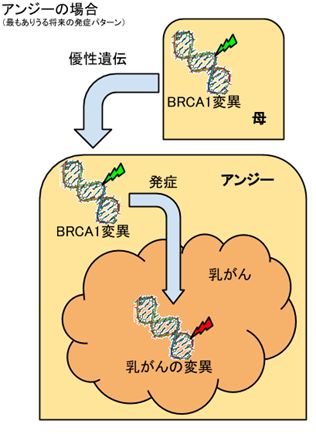 アンジーの場合
(最もありうる将来の発症パターン)
優性遺伝
BRCA1変異
母
アンジー
BRCA1変異
発症
乳がん
乳がんの変異